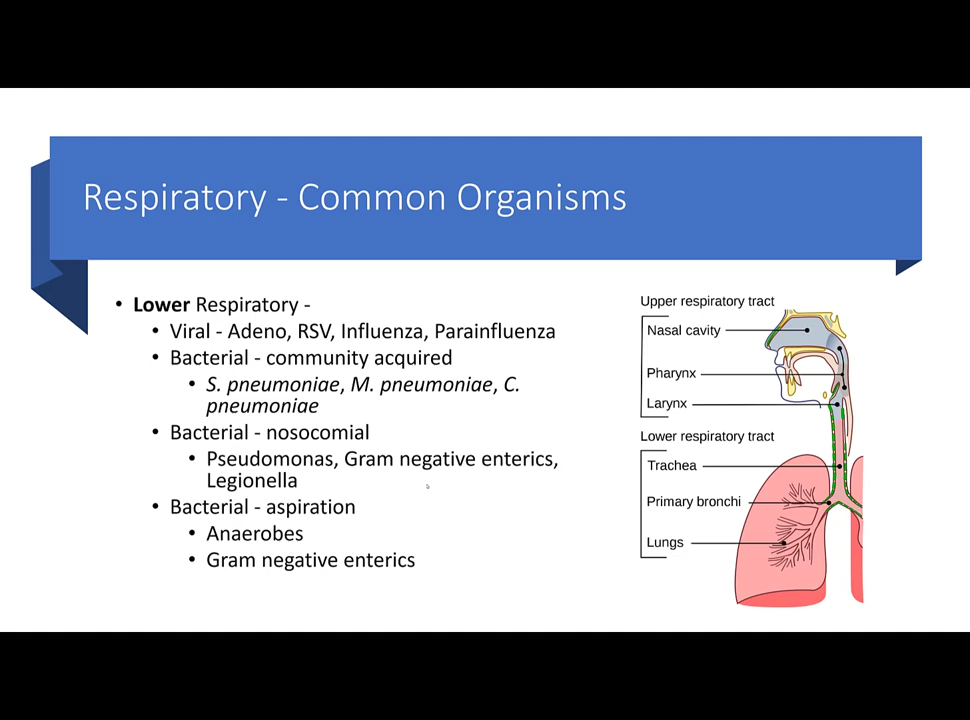 Respiratory - Common Organisms
• Lower Respiratory -
• Viral - Adeno, RSV, Influenza, Parainfluenza
• Bacterial - community acquired
• S. pneumoniae, M. pneumoniae, C.
pneumoniae
• Bacterial - nosocomial
• Pseudomonas, Gram negative enterics,
Legionella
• Bacterial - aspiration
• Anaerobes
• Gram negative enterics
Upper respiratory tract
Nasal cavity
Pharynx
Larynx
Lower respiratory tract
Trachea
Primary bronchi
Lungs